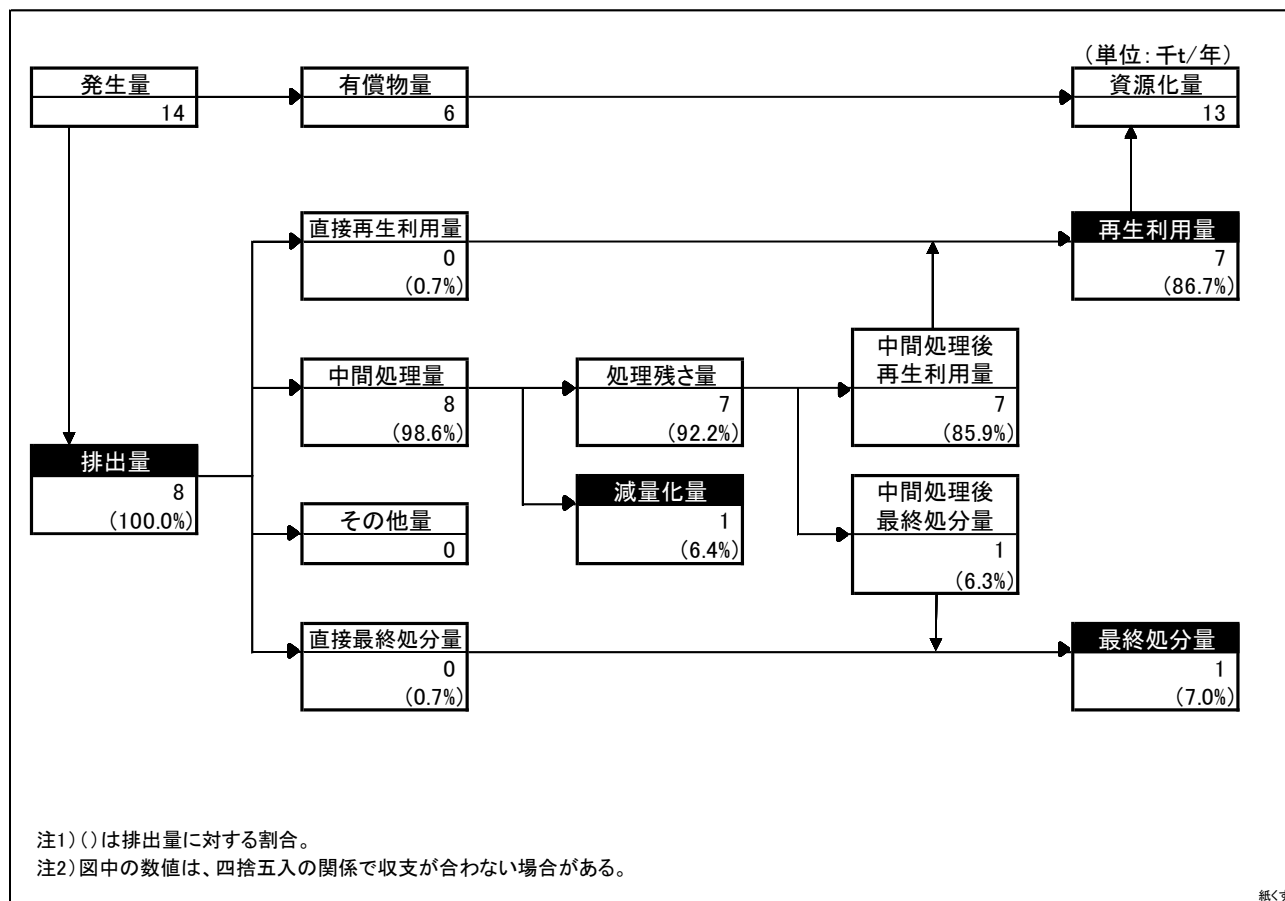 (単位:千t/年)
発生量
14
有償物量
6
資源化量
13
直接再生利用量
0
(0.7%)
再生利用量
7
(86.7%)
中間処理量
8
(98.6%)
処理残さ量
7
(92.2%)
中間処理後
再生利用量
7
(85.9%)
排出量
8
(100.0%)
その他量
0
減量化量
1
(6.4%)
中間処理後
最終処分量
1
(6.3%)
直接最終処分量
0
(0.7%)
最終処分量
1
(7.0%)
注1)()は排出量に対する割合。
注2)図中の数値は、四捨五入の関係で収支が合わない場合がある。
紙くず